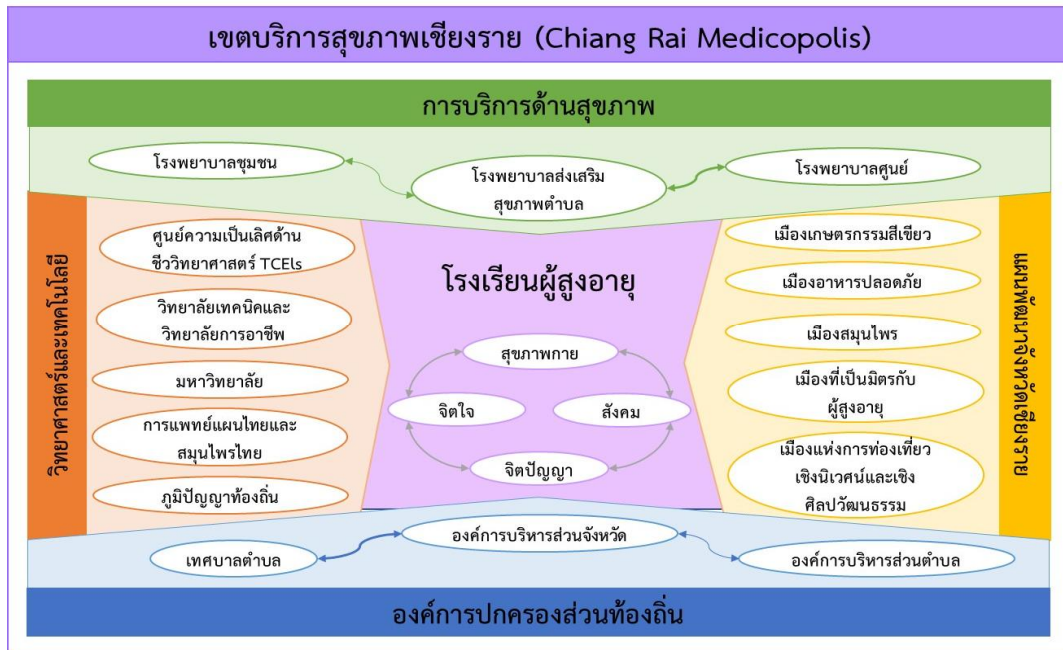 เขตบริการสุขภาพเชียงราย (Chiang Rai Medicopolis)
การบริการด้านสุขภาพ
โรงพยาบาลชุมชน
โรงพยาบาลส่งเสริม
สุขภาพตำบล
โรงพยาบาลศูนย์
วิทยาศาสตร์และเทคโนโลยี
ศูนย์ความเป็นเลิศด้าน
ชีววิทยาศาสตร์ TCELs
วิทยาลัยเทคนิคและ
วิทยาลัยการอาชีพ
มหาวิทยาลัย
การแพทย์แผนไทยและ
สมุนไพรไทย
ภูมิปัญญาท้องถิ่น
โรงเรียนผู้สูงอายุ
สุขภาพกาย
จิตใจ
สังคม
จิตปัญญา
เมืองเกษตรกรรมสีเขียว
เมืองอาหารปลอดภัย
เมืองสมุนไพร
เมืองที่เป็นมิตรกับ
ผู้สูงอายุ
เมืองแห่งการท่องเที่ยว
เชิงนิเวศน์และเชิง
ศิลปวัฒนธรรม
แผนพัฒนาจังหวัดเชียงราย
เทศบาลตำบล
องค์การบริหารส่วนจังหวัด
องค์การบริหารส่วนตำบล
องค์การปกครองส่วนท้องถิ่น